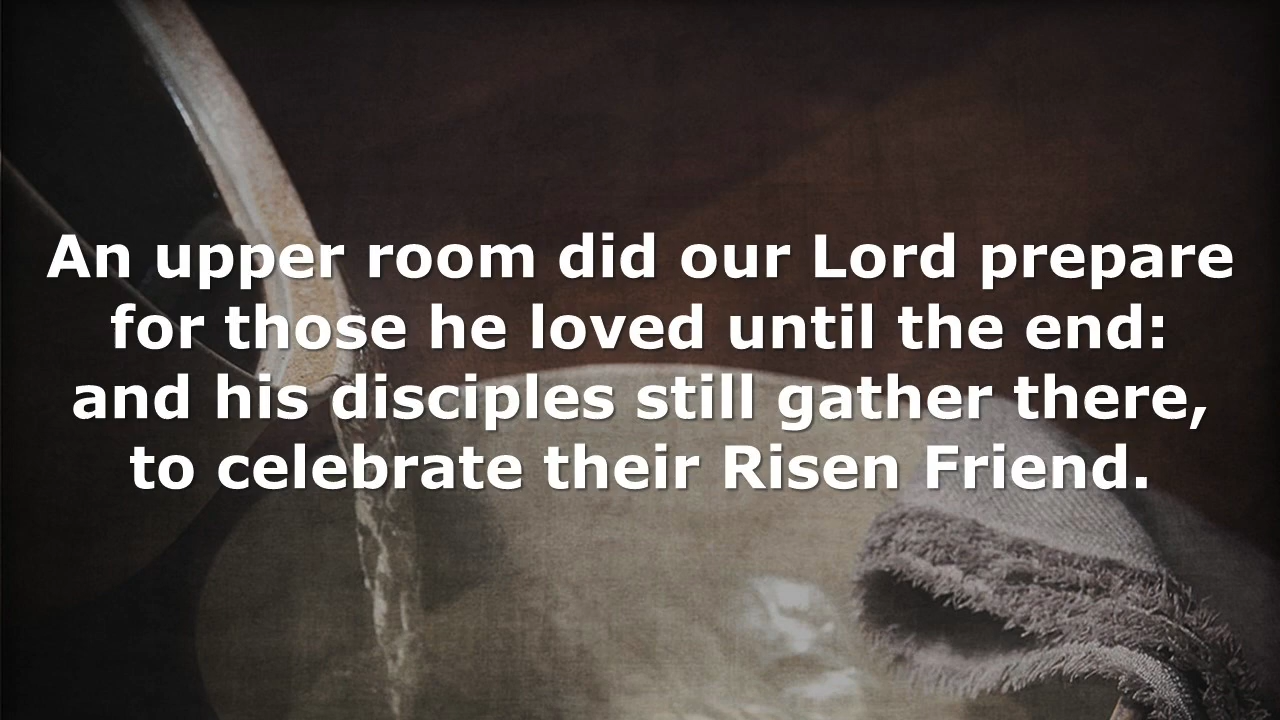 An upper room did our Lord prepare
for those he loved until the end:
and his disciples still gather there,
to celebrate their Risen Friend.